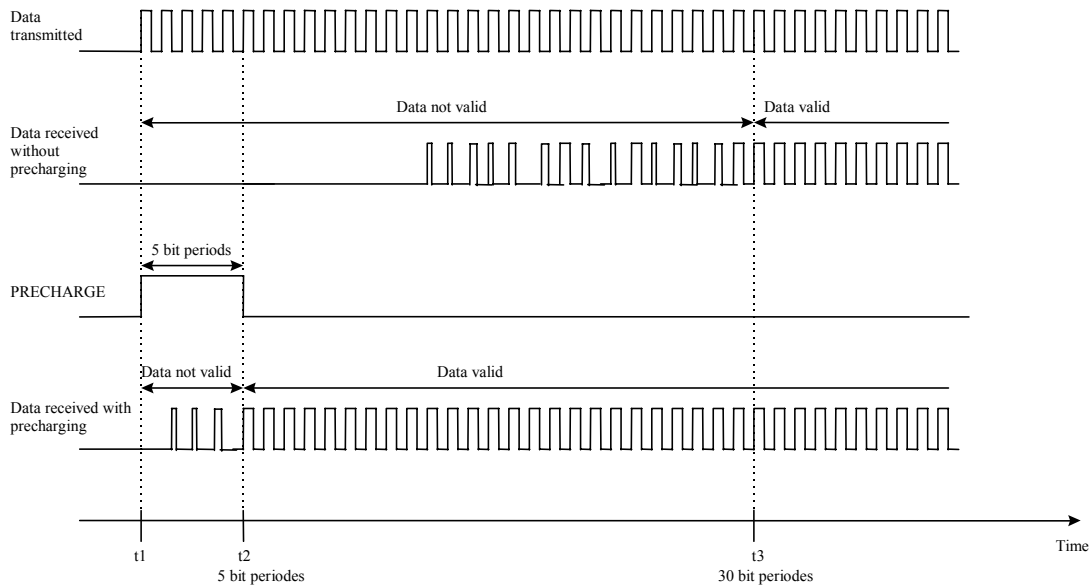 Data
transmitted
Data not valid
Data valid
Data received
without
precharging
5 bit periods
PRECHARGE
Data not valid
Data valid
Data received with
precharging
t1
t2
t3
Time
5 bit periodes
30 bit periodes